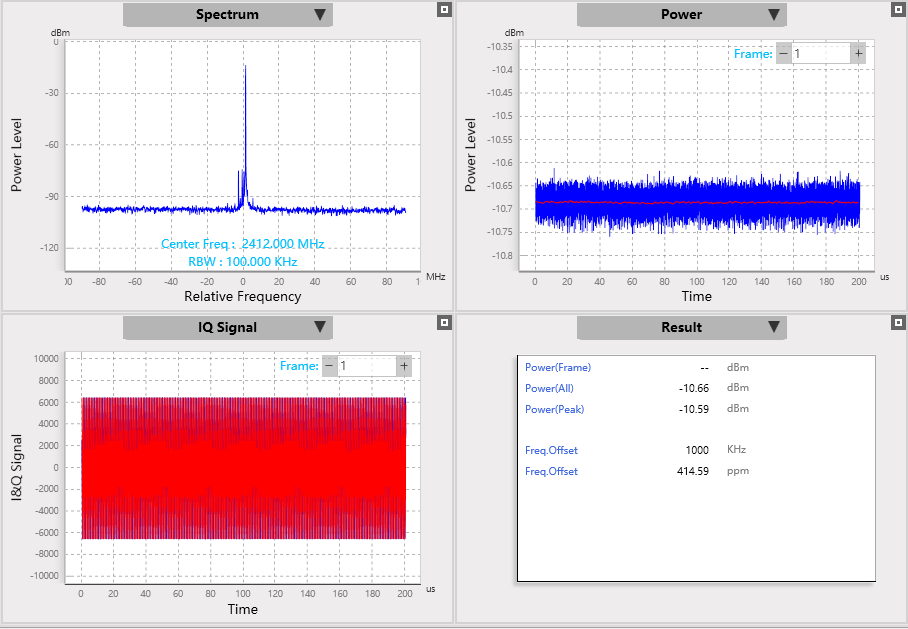 Spectrum
dBm
0
-30
-60
-90
-120
Power Level
Center Freq : 2412.000 MHz
RBW : 100.000 KHz
-80 -60 -40 -20 0 20 40 60 80 1
MHz
Relative Frequency
Power
dBm
Frame: − 1 +
-10.35
-10.4
-10.45
-10.5
-10.55
-10.6
-10.65
-10.7
-10.75
-10.8
Power Level
0 20 40 60 80 100 120 140 160 180 200
us
Time
IQ Signal
Frame: − 1 +
10000
8000
6000
4000
2000
0
-2000
-4000
-6000
-8000
-10000
I&Q Signal
0 20 40 60 80 100 120 140 160 180 200
us
Time
Result
Power(Frame) -- dBm
Power(All) -10.66 dBm
Power(Peak) -10.59 dBm
Freq.Offset 1000 KHz
Freq.Offset 414.59 ppm